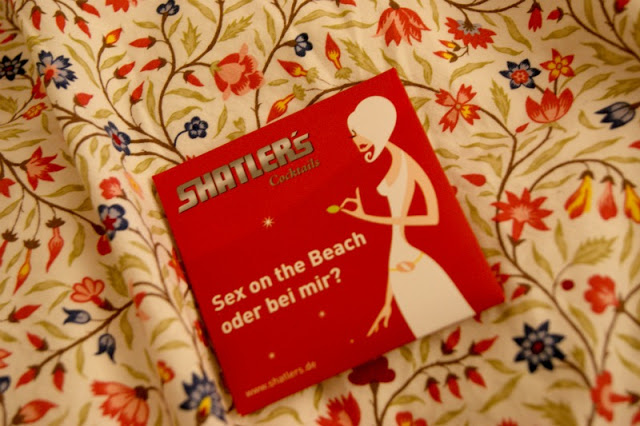 SHATLER'S
Cocktails
Sex on the Beach
oder bei mir?
www.shatlers.de